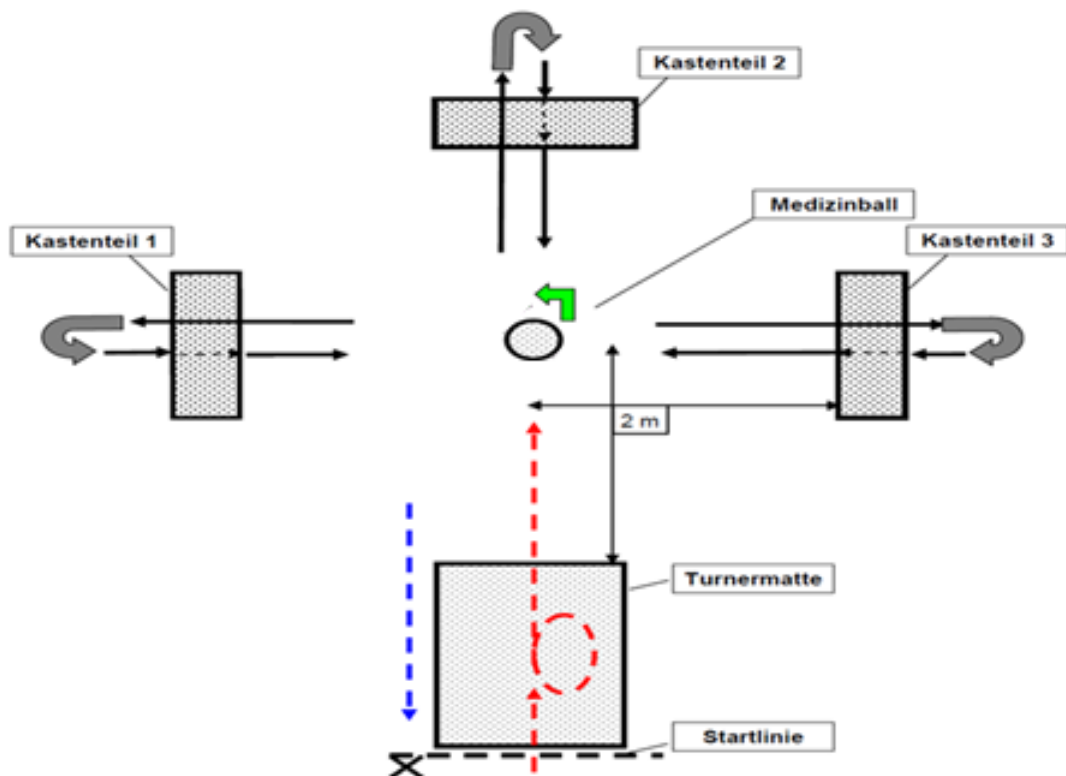 Kastenteil 2
Medizinball
Kastenteil 1
Kastenteil 3
2 m
Turnermatte
Startlinie
X